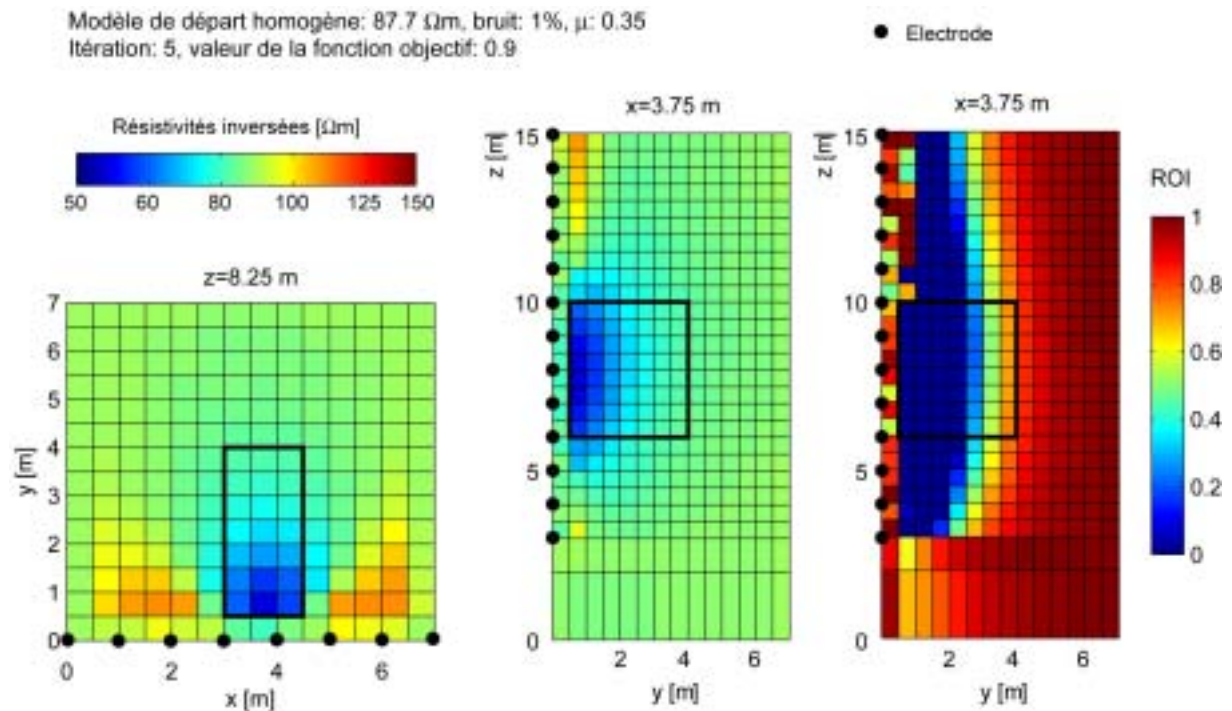 Modèle de départ homogène: 87.7 Ωm, bruit: 1%, μ: 0.35
Itération: 5, valeur de la fonction objectif: 0.9
Electrode
Résistivités inversées [Ωm]
50 60 80 100 125 150
z=8.25 m
7
6
5
4
3
2
1
0
y [m]
0 2 4 6
x [m]
x=3.75 m
15
10
5
0
z [m]
2 4 6
y [m]
x=3.75 m
15
10
5
0
z [m]
2 4 6
y [m]
ROI
1
0.8
0.6
0.4
0.2
0